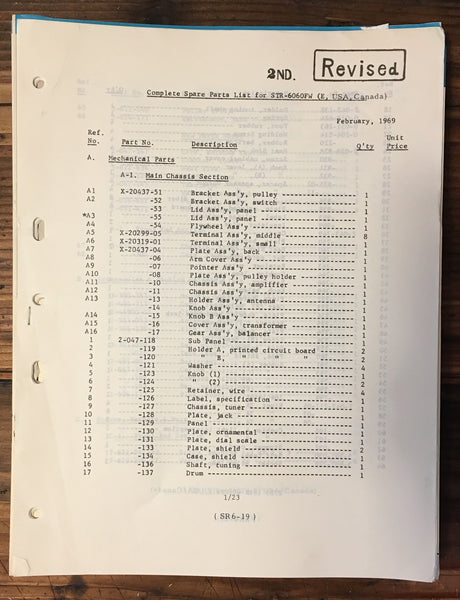 2ND. Revised
Complete Spare Parts List for STR-6060FW (E, USA, Canada)
February, 1969
Ref. Unit
No. Part No. Description Q'ty Price
A. Mechanical Parts
A-1. Main Chassis Section
A1 X-20437-51 Bracket Ass'y, pulley 1
A2 -52 Bracket Ass'y, switch 1
-53 Lid Ass'y, panel 1
*A3 -55 Lid Ass'y, panel 1
A4 -54 Flywheel Ass'y 1
A5 X-20299-05 Terminal Ass'y, middle 8
A6 X-20319-01 Terminal Ass'y, small 1
A7 X-20437-04 Plate Ass'y, back 1
A8 -06 Arm Cover Ass'y 1
A9 -07 Pointer Ass'y 1
A10 -08 Plate Ass'y, pulley holder 1
A11 -10 Chassis Ass'y, amplifier 1
A12 -11 Chassis Ass'y 1
A13 -13 Holder Ass'y, antenna 1
-14 Knob Ass'y 1
A14 -15 Knob B Ass'y 1
A15 -16 Cover Ass'y, transformer 1
A16 -17 Gear Ass'y, balancer 1
1 2-047-118 Sub Panel 1
2 -119 Holder A, printed circuit board 2
3 -120 " B, " " " 2
4 -121 Washer 4
5 -123 Knob (1) 1
6 -124 " (2) 2
7 -125 Retainer, wire 4
8 -126 Label, specification 1
9 -127 Chassis, tuner 1
10 -128 Plate, jack 1
11 -129 Panel 1
12 -130 Plate, ornamental 1
13 -131 Plate, dial scale 1
14 -133 Plate, shield 2
15 -134 Case, shield 1
16 -136 Shaft, tuning 1
17 -137 Drum 1
1/23
(SR6-19)